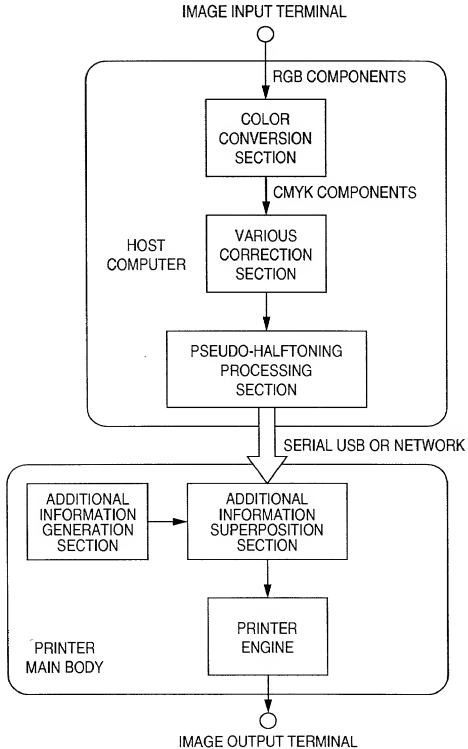 IMAGE INPUT TERMINAL
RGB COMPONENTS
COLOR
CONVERSION
SECTION
CMYK COMPONENTS
VARIOUS
CORRECTION
SECTION
HOST
COMPUTER
PSEUDO-HALFTONING
PROCESSING
SECTION
SERIAL USB OR NETWORK
ADDITIONAL
INFORMATION
GENERATION
SECTION
ADDITIONAL
INFORMATION
SUPERPOSITION
SECTION
PRINTER
ENGINE
PRINTER
MAIN BODY
IMAGE OUTPUT TERMINAL